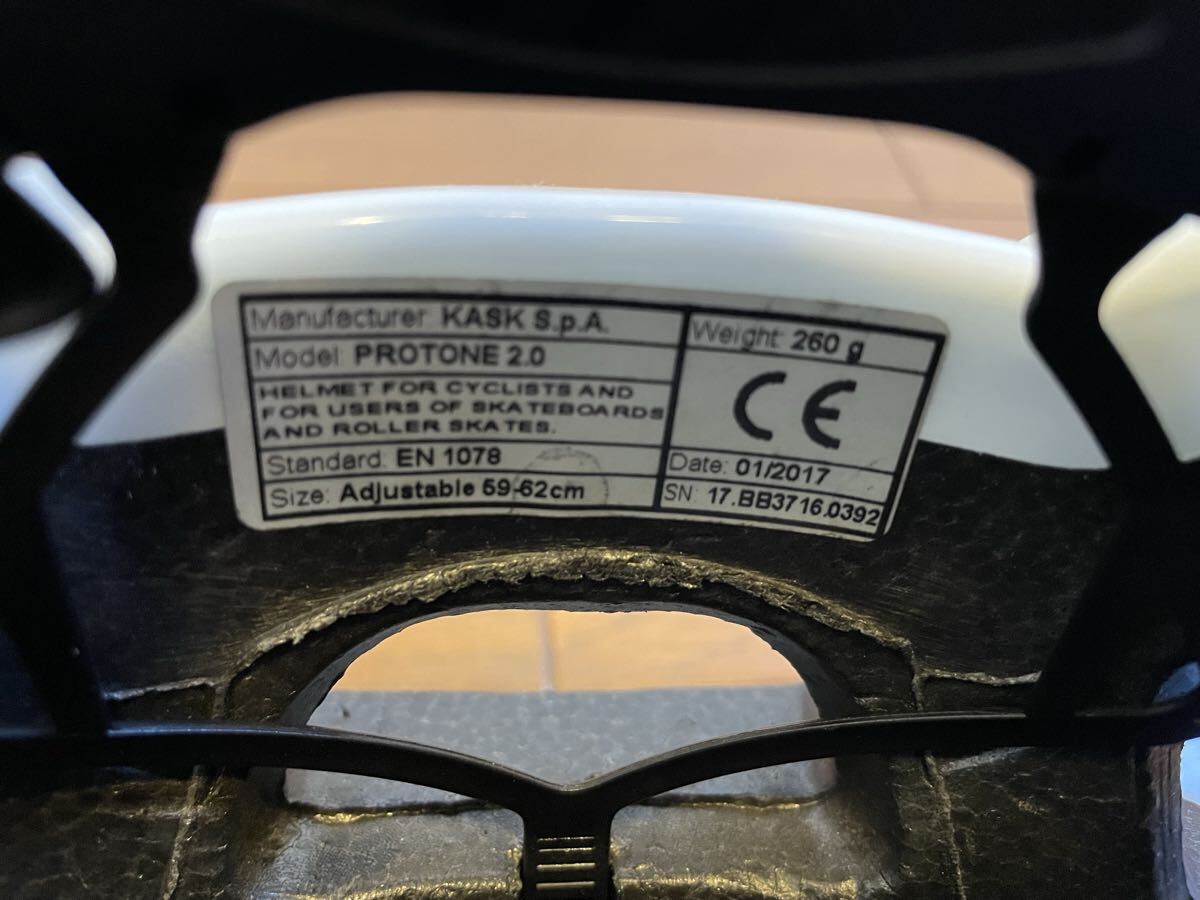 Manufacturer: KASK S.p.A.
Model: PROTONE 2.0
HELMET FOR CYCLISTS AND
FOR USERS OF SKATEBOARDS
AND ROLLER SKATES.
Standard: EN 1078
Size: Adjustable 59-62cm
Weight: 260 g
CE
Date: 01/2017
SN: 17.BB3716.0392